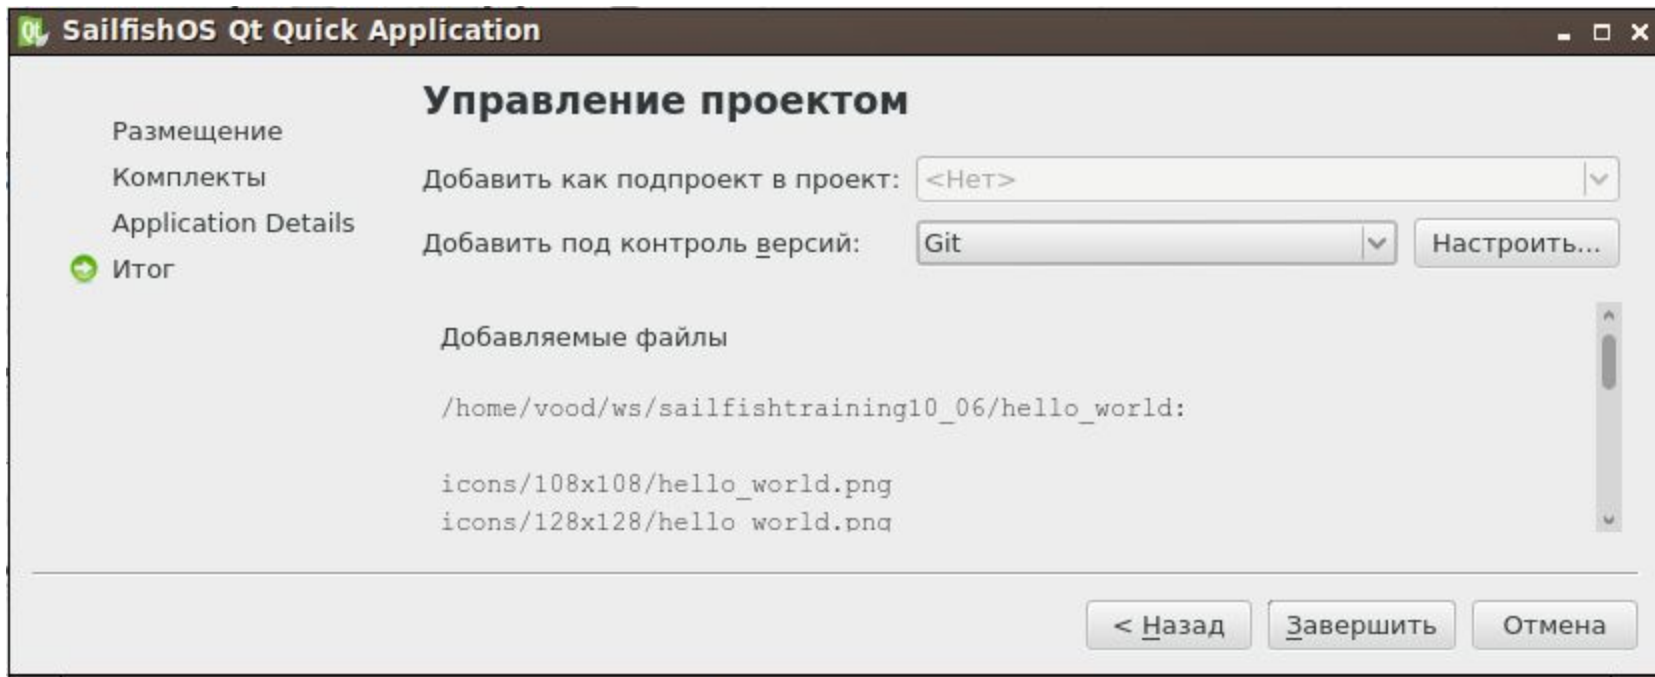 SailfishOS Qt Quick Application
Размещение
Комплекты
Application Details
Итог
Управление проектом
Добавить как подпроект в проект: <Нет>
Добавить под контроль версий: Git Настроить...
Добавляемые файлы
/home/vood/ws/sailfishtraining10_06/hello_world:
icons/108x108/hello_world.png
icons/128x128/hello_world.png
< Назад Завершить Отмена